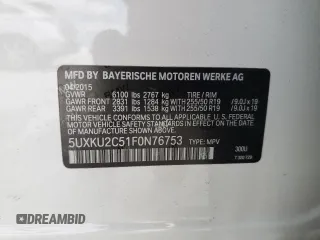 MFD BY BAYERISCHE MOTOREN WERKE AG
04/2015
GVWR 6100 lbs 2767 kg TIRE / RIM
GAWR FRONT 2831 lbs 1284 kg 255/50 R19 / 9.0J x 19
GAWR REAR 3391 lbs 1538 kg 255/50 R19 / 9.0J x 19
THIS VEHICLE CONFORMS TO ALL APPLICABLE U.S. FEDERAL
MOTOR VEHICLE SAFETY STANDARDS IN EFFECT ON
THE DATE OF MANUFACTURE SHOWN ABOVE.
5UXKU2C51F0N76753 TYPE: MPV
300U
© DEALERBID
DEALERBID.COM